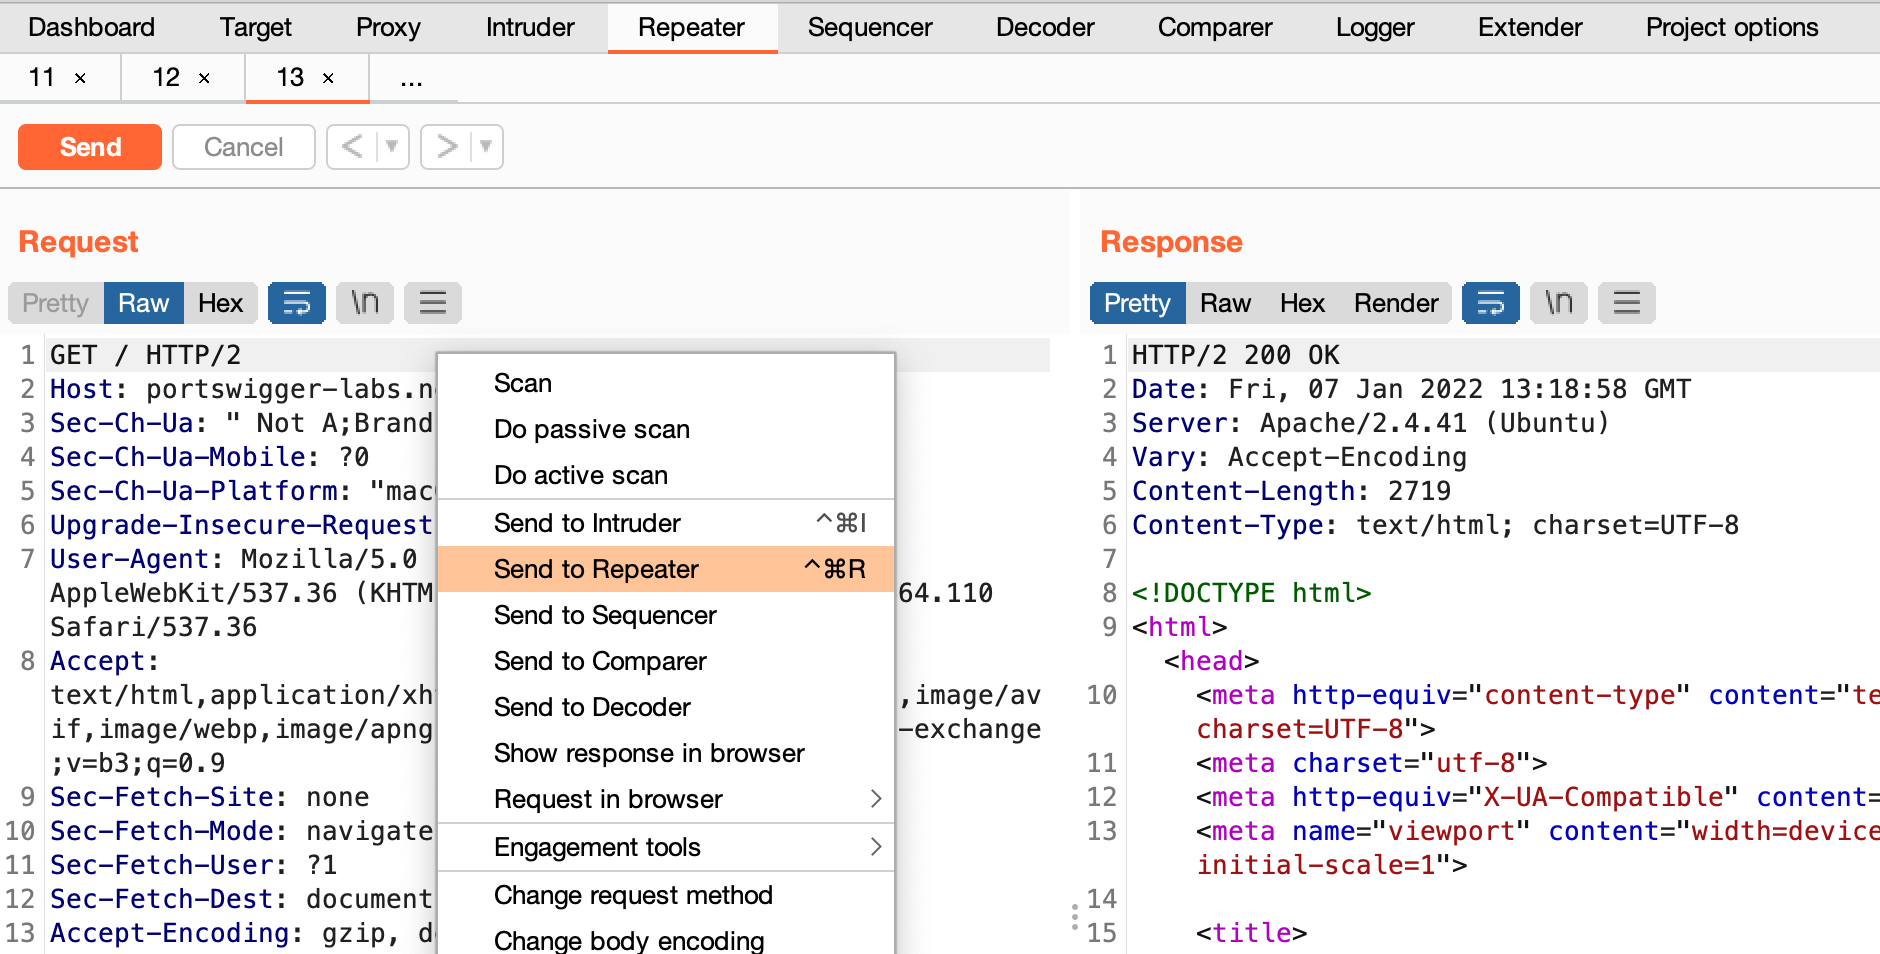 Dashboard Target Proxy Intruder Repeater Sequencer Decoder Comparer Logger Extender Project options
11 × 12 × 13 × ...
Send Cancel < ▼ > ▼
Request
Pretty Raw Hex \n
1 GET / HTTP/2
2 Host: portswigger-labs.n
3 Sec-Ch-Ua: " Not A;Brand
4 Sec-Ch-Ua-Mobile: ?0
5 Sec-Ch-Ua-Platform: "mac
6 Upgrade-Insecure-Request
7 User-Agent: Mozilla/5.0
AppleWebKit/537.36 (KHTM 64.110
Safari/537.36
8 Accept:
text/html,application/xh ,image/av
if,image/webp,image/apng -exchange
;v=b3;q=0.9
9 Sec-Fetch-Site: none
10 Sec-Fetch-Mode: navigate
11 Sec-Fetch-User: ?1
12 Sec-Fetch-Dest: document
13 Accept-Encoding: gzip, d
Scan
Do passive scan
Do active scan
Send to Intruder ^⌘I
Send to Repeater ^⌘R
Send to Sequencer
Send to Comparer
Send to Decoder
Show response in browser
Request in browser >
Engagement tools >
Change request method
Change body encoding
Response
Pretty Raw Hex Render \n
1 HTTP/2 200 OK
2 Date: Fri, 07 Jan 2022 13:18:58 GMT
3 Server: Apache/2.4.41 (Ubuntu)
4 Vary: Accept-Encoding
5 Content-Length: 2719
6 Content-Type: text/html; charset=UTF-8
7
8 <!DOCTYPE html>
9 <html>
<head>
10 <meta http-equiv="content-type" content="te
charset=UTF-8">
11 <meta charset="utf-8">
12 <meta http-equiv="X-UA-Compatible" content=
13 <meta name="viewport" content="width=device
initial-scale=1">
14
15 <title>